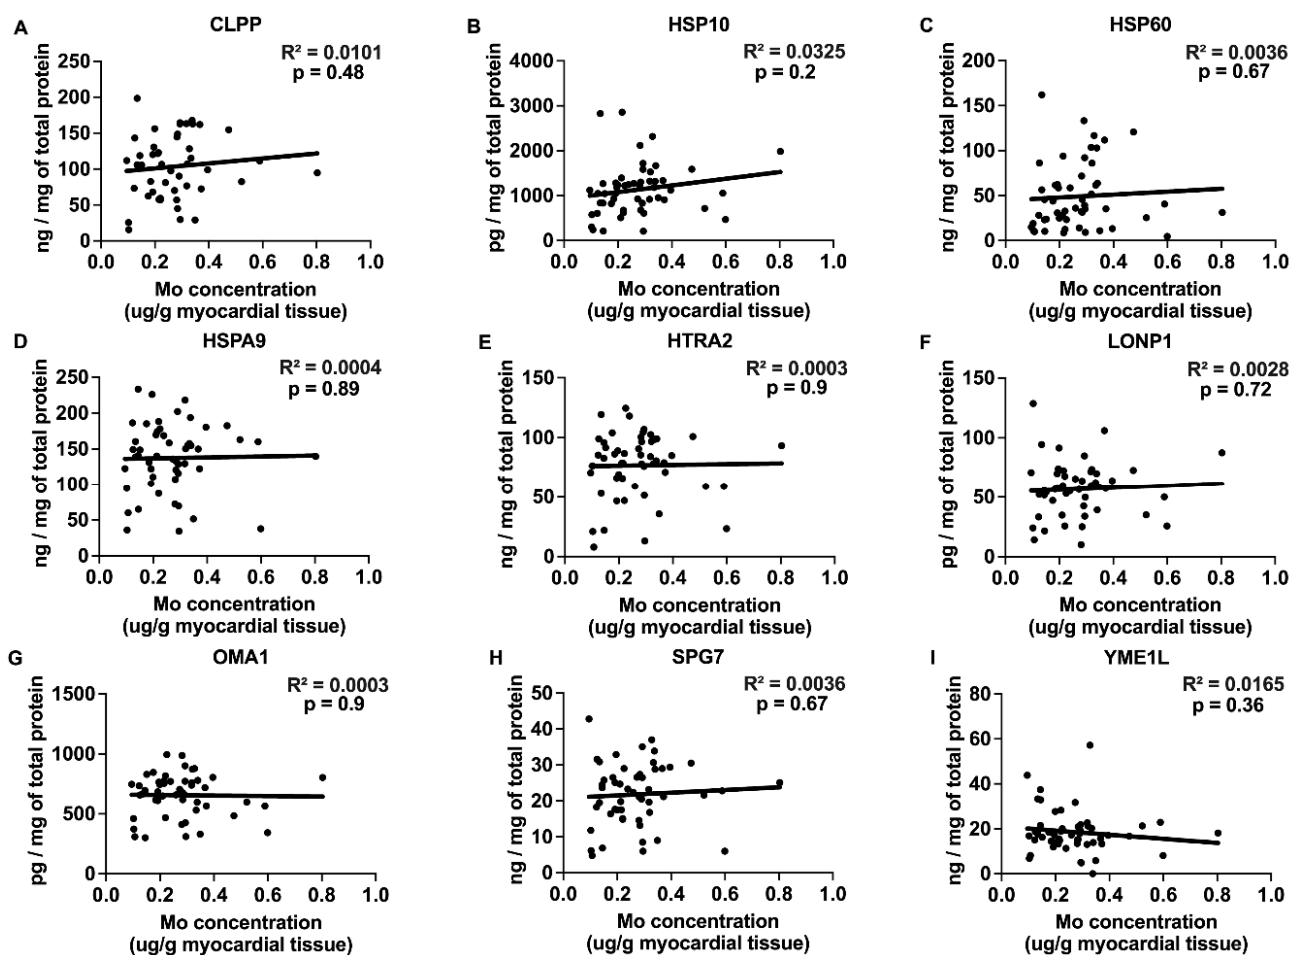 A
CLPP
R² = 0.0101
p = 0.48
250
200
150
100
50
0
ng / mg of total protein
0.0 0.2 0.4 0.6 0.8 1.0
Mo concentration
(ug/g myocardial tissue)
B
HSP10
R² = 0.0325
p = 0.2
4000
3000
2000
1000
0
pg / mg of total protein
0.0 0.2 0.4 0.6 0.8 1.0
Mo concentration
(ug/g myocardial tissue)
C
HSP60
R² = 0.0036
p = 0.67
200
150
100
50
0
ng / mg of total protein
0.0 0.2 0.4 0.6 0.8 1.0
Mo concentration
(ug/g myocardial tissue)
D
HSPA9
R² = 0.0004
p = 0.89
250
200
150
100
50
0
ng / mg of total protein
0.0 0.2 0.4 0.6 0.8 1.0
Mo concentration
(ug/g myocardial tissue)
E
HTRA2
R² = 0.0003
p = 0.9
150
100
50
0
ng / mg of total protein
0.0 0.2 0.4 0.6 0.8 1.0
Mo concentration
(ug/g myocardial tissue)
F
LONP1
R² = 0.0028
p = 0.72
150
100
50
0
pg / mg of total protein
0.0 0.2 0.4 0.6 0.8 1.0
Mo concentration
(ug/g myocardial tissue)
G
OMA1
R² = 0.0003
p = 0.9
1500
1000
500
0
pg / mg of total protein
0.0 0.2 0.4 0.6 0.8 1.0
Mo concentration
(ug/g myocardial tissue)
H
SPG7
R² = 0.0036
p = 0.67
50
40
30
20
10
0
ng / mg of total protein
0.0 0.2 0.4 0.6 0.8 1.0
Mo concentration
(ug/g myocardial tissue)
I
YME1L
R² = 0.0165
p = 0.36
80
60
40
20
0
ng / mg of total protein
0.0 0.2 0.4 0.6 0.8 1.0
Mo concentration
(ug/g myocardial tissue)